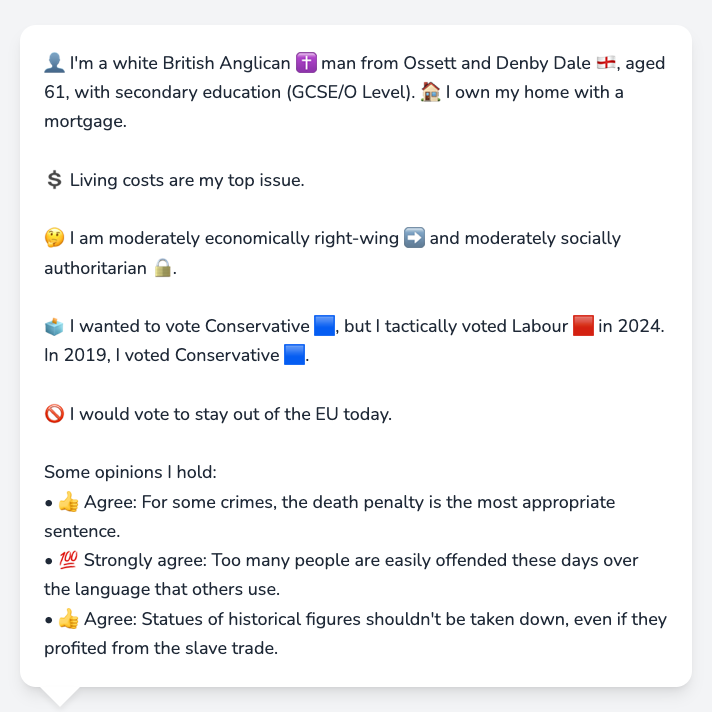 👤 I'm a white British Anglican ✝️ man from Ossett and Denby Dale 🏴󠁧󠁢󠁥󠁮󠁧󠁿, aged
61, with secondary education (GCSE/O Level). 🏠 I own my home with a
mortgage.
💲 Living costs are my top issue.
🤔 I am moderately economically right-wing ➡️ and moderately socially
authoritarian 🔒.
🗳️ I wanted to vote Conservative 🟦, but I tactically voted Labour 🟥 in 2024.
In 2019, I voted Conservative 🟦.
🚫 I would vote to stay out of the EU today.
Some opinions I hold:
• 👍 Agree: For some crimes, the death penalty is the most appropriate
sentence.
• 💯 Strongly agree: Too many people are easily offended these days over
the language that others use.
• 👍 Agree: Statues of historical figures shouldn't be taken down, even if they
profited from the slave trade.